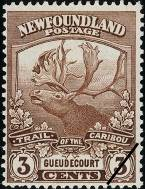 NEWFOUNDLAND
POSTAGE
TRAIL OF THE CARIBOU
GUEUDECOURT
3 3
CENTS